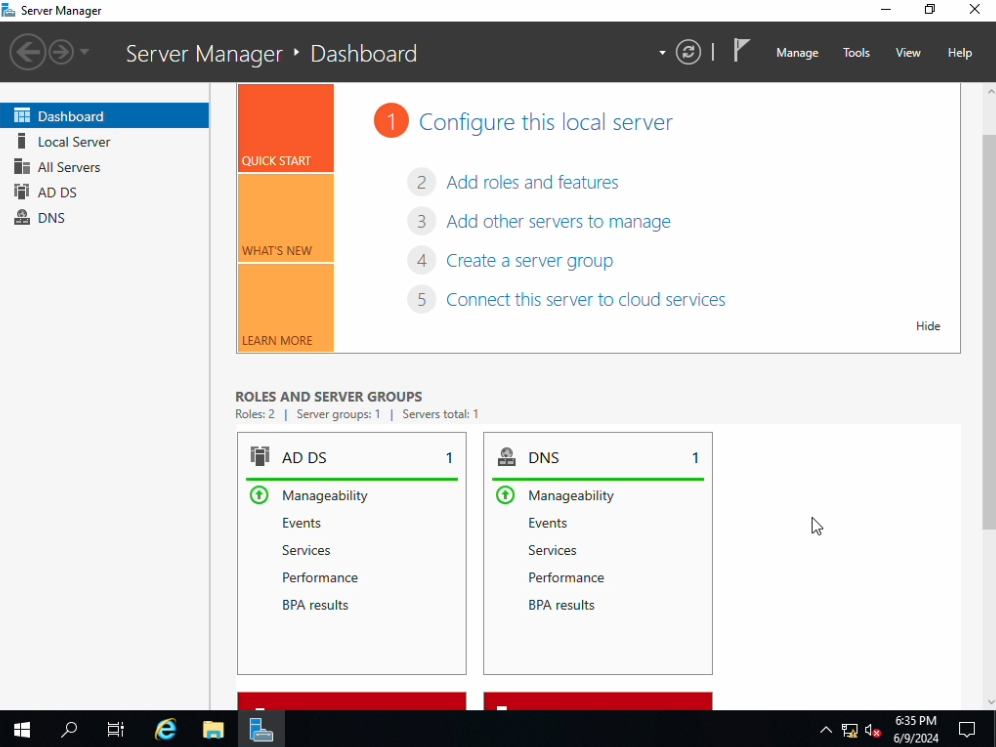 Server Manager
Server Manager ‣ Dashboard
Manage Tools View Help
Dashboard
Local Server
All Servers
AD DS
DNS
QUICK START
WHAT'S NEW
LEARN MORE
1 Configure this local server
2 Add roles and features
3 Add other servers to manage
4 Create a server group
5 Connect this server to cloud services
Hide
ROLES AND SERVER GROUPS
Roles: 2 | Server groups: 1 | Servers total: 1
AD DS 1
Manageability
Events
Services
Performance
BPA results
DNS 1
Manageability
Events
Services
Performance
BPA results
6:35 PM
6/9/2024